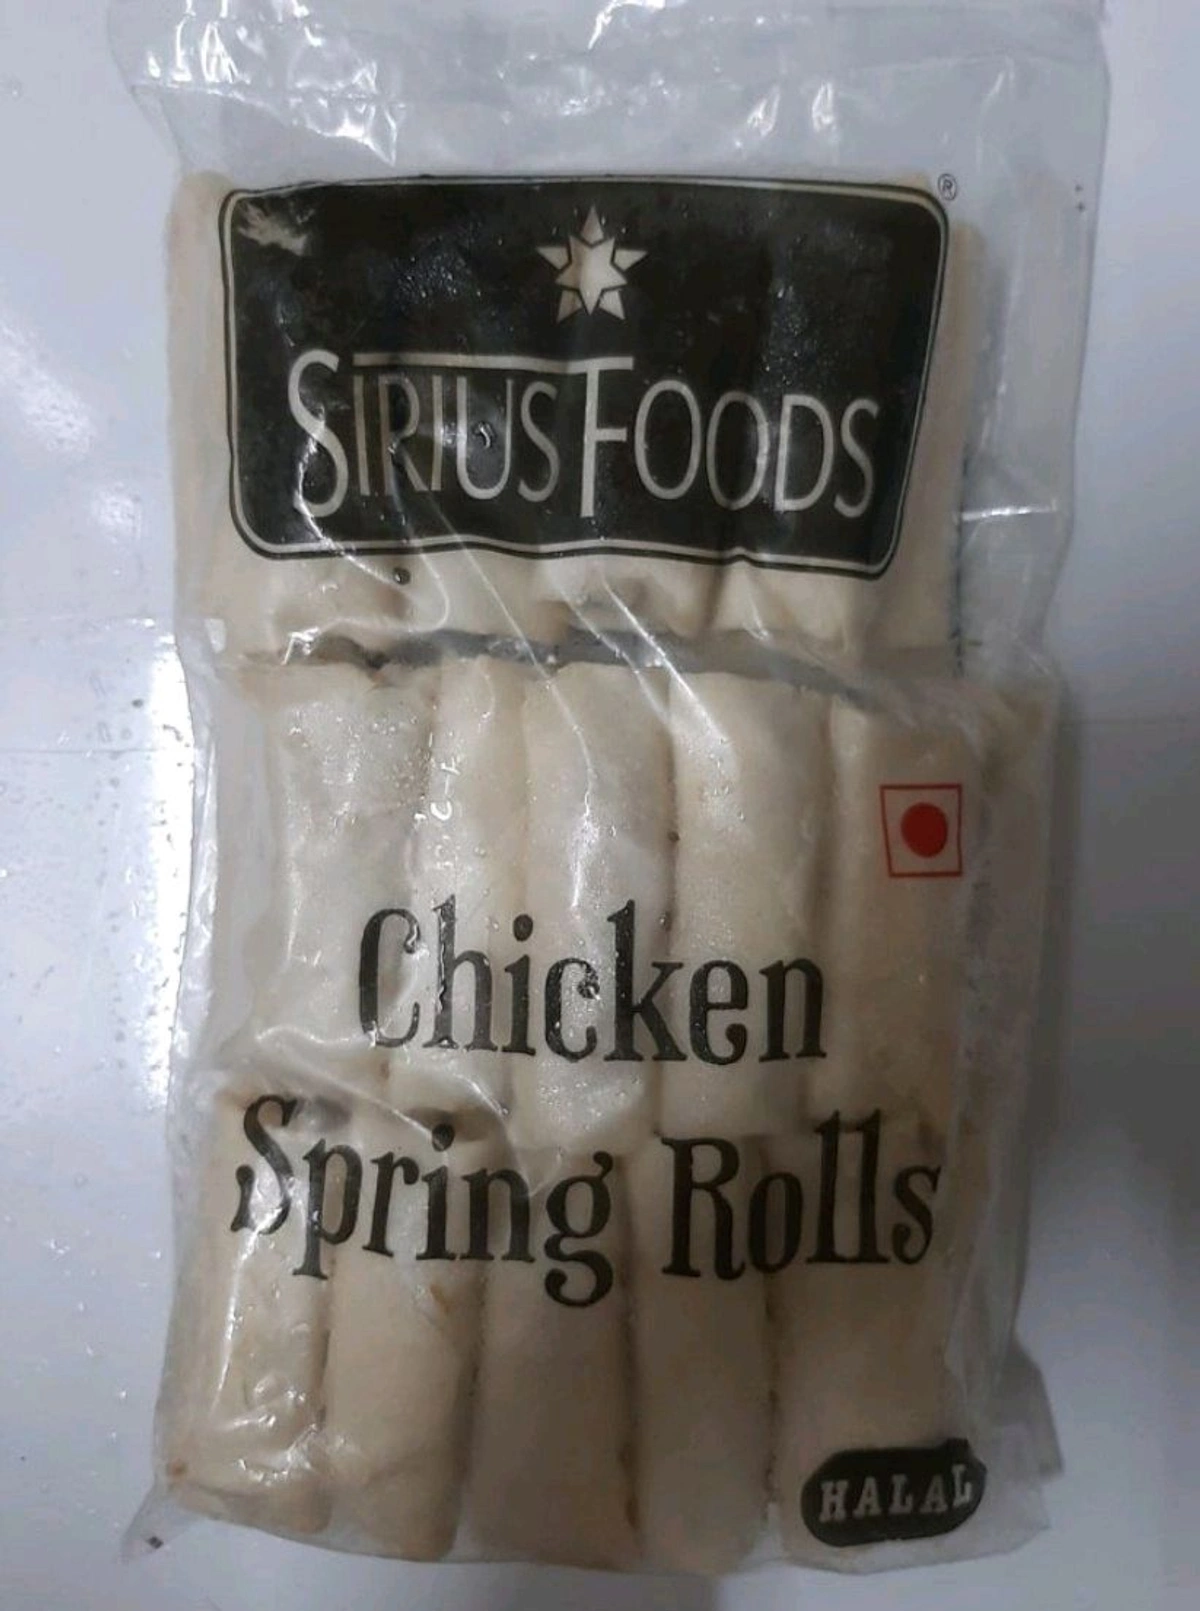 ®
SIRIUS FOODS
Chicken
Spring Rolls
HALAL